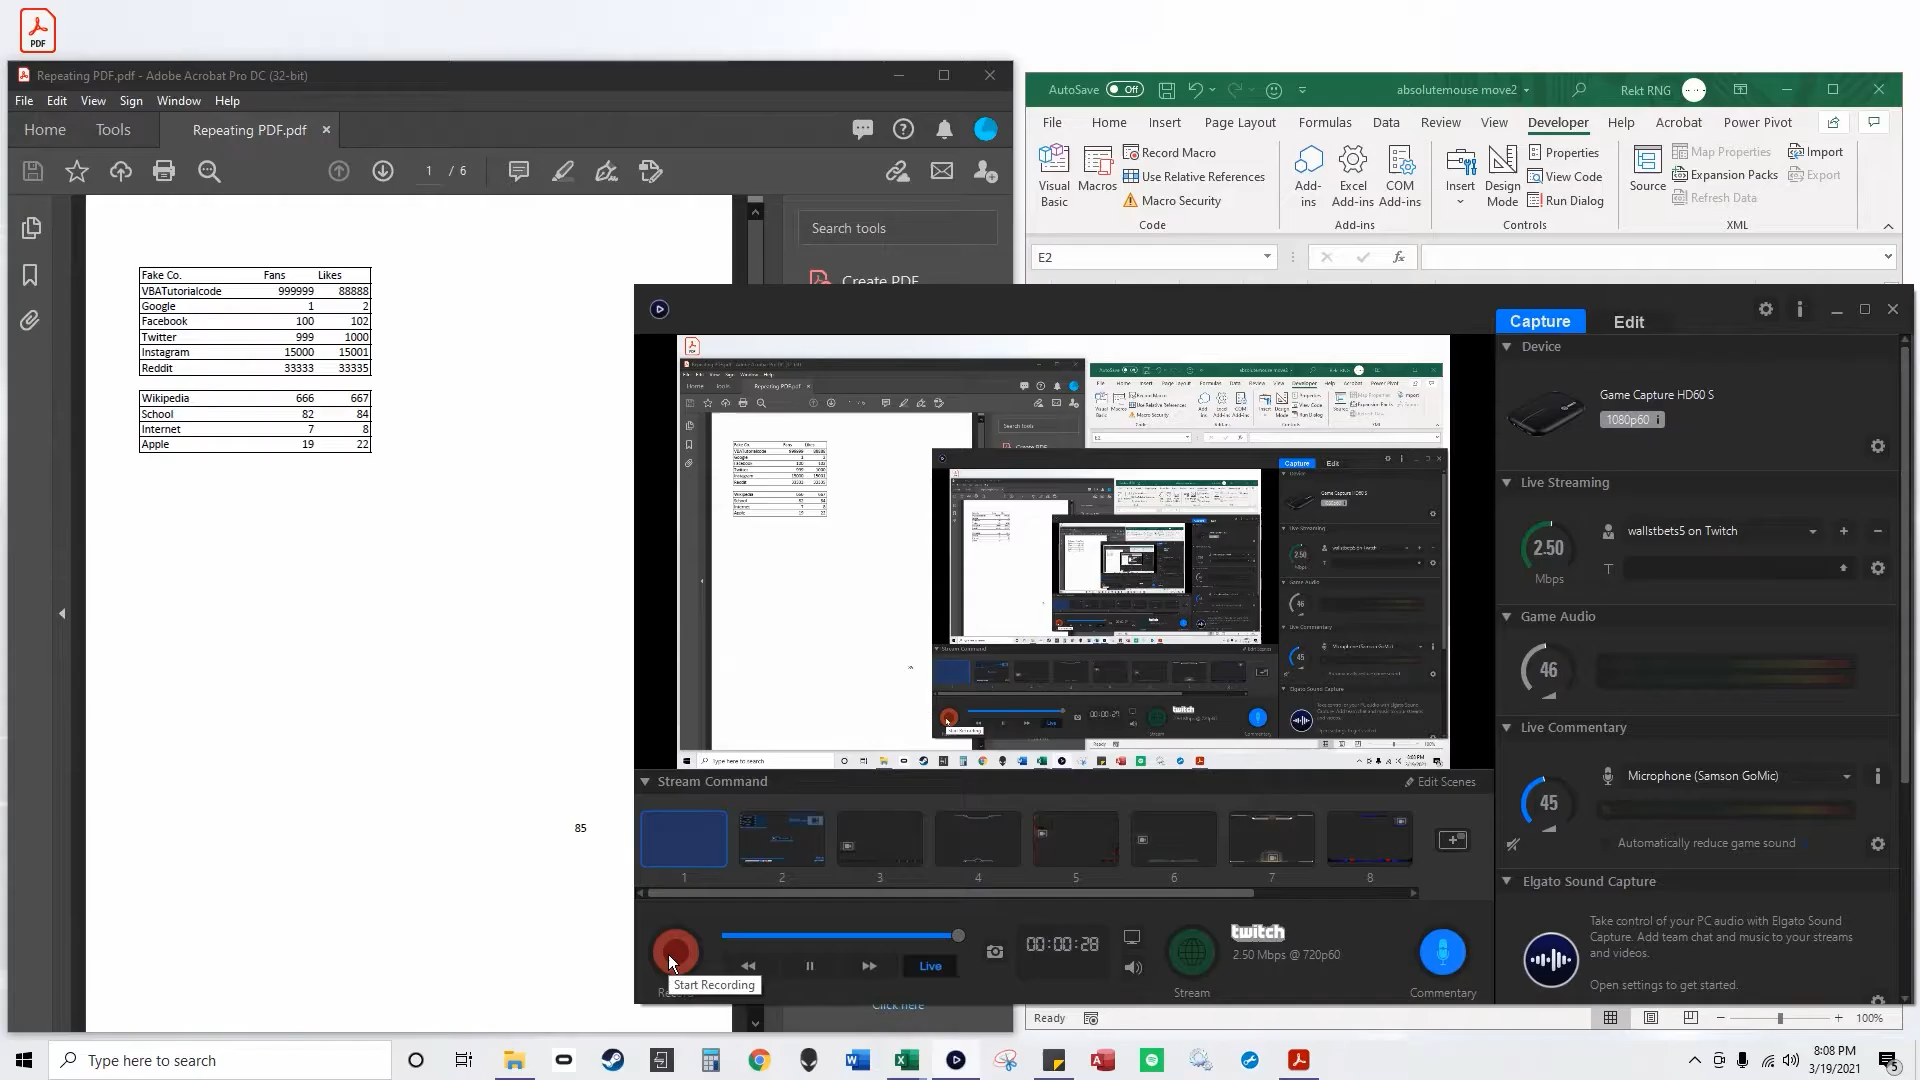 PDF
Repeating PDF.pdf - Adobe Acrobat Pro DC (32-bit)
File Edit View Sign Window Help
Home Tools Repeating PDF.pdf ×
1 / 6
Search tools
Create PDF
Fake Co. Fans Likes
VBATutorialcode 999999 88888
Google 1 2
Facebook 100 102
Twitter 999 1000
Instagram 15000 15001
Reddit 33333 33335
Wikipedia 666 667
School 82 84
Internet 7 8
Apple 19 22
85
Click here
AutoSave Off absolutemouse move2 Rekt RNG
File Home Insert Page Layout Formulas Data Review View Developer Help Acrobat Power Pivot
Visual Basic
Macros
Record Macro
Use Relative References
Macro Security
Code
Add-ins
Excel Add-ins
COM Add-ins
Add-ins
Insert
Design Mode
Properties
View Code
Run Dialog
Controls
Source
Map Properties
Expansion Packs
Refresh Data
Import
Export
XML
E2
fx
Capture Edit
Device
Game Capture HD60 S
1080p60 i
Live Streaming
2.50
Mbps
wallstbets5 on Twitch
T
Game Audio
46
Live Commentary
45
Microphone (Samson GoMic)
Automatically reduce game sound
Elgato Sound Capture
Take control of your PC audio with Elgato Sound
Capture. Add team chat and music to your streams
and videos.
Open settings to get started.
Stream Command Edit Scenes
1 2 3 4 5 6 7 8
Live
00:00:28
twitch
2.50 Mbps @ 720p60
Start Recording
Stream
Commentary
Ready
100%
Type here to search
8:08 PM
3/19/2021
5